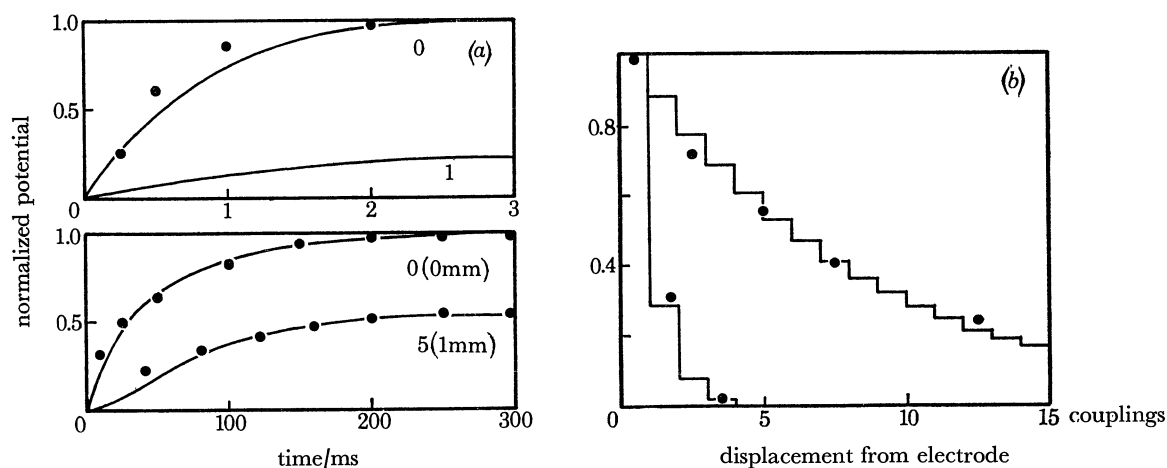 normalized potential
1.0
0.5
0
(a)
0
1
1
2
3
1.0
0.5
0(0mm)
5(1mm)
0
100
200
300
time/ms
(b)
0.8
0.4
0
5
10
15
couplings
displacement from electrode